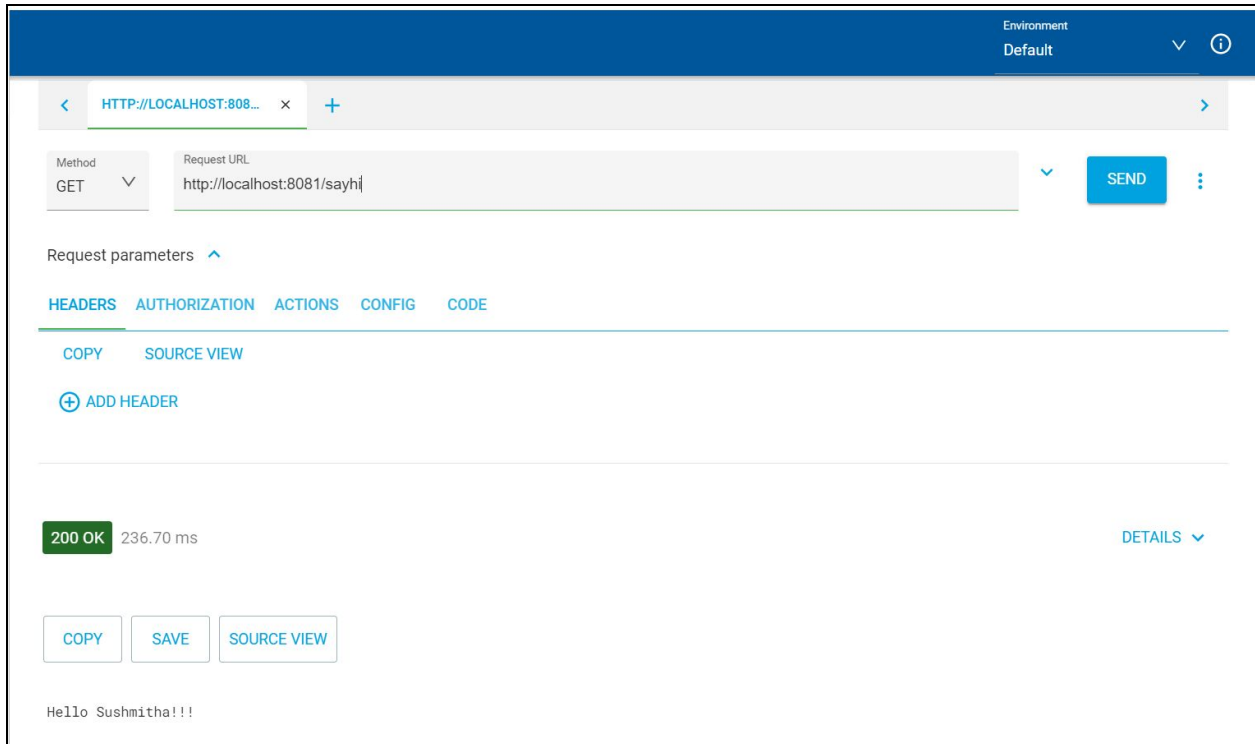 Environment
Default
HTTP://LOCALHOST:808...
Method
GET
Request URL
http://localhost:8081/sayhi
SEND
Request parameters
HEADERS AUTHORIZATION ACTIONS CONFIG CODE
COPY SOURCE VIEW
ADD HEADER
200 OK 236.70 ms
DETAILS
COPY SAVE SOURCE VIEW
Hello Sushmitha!!!